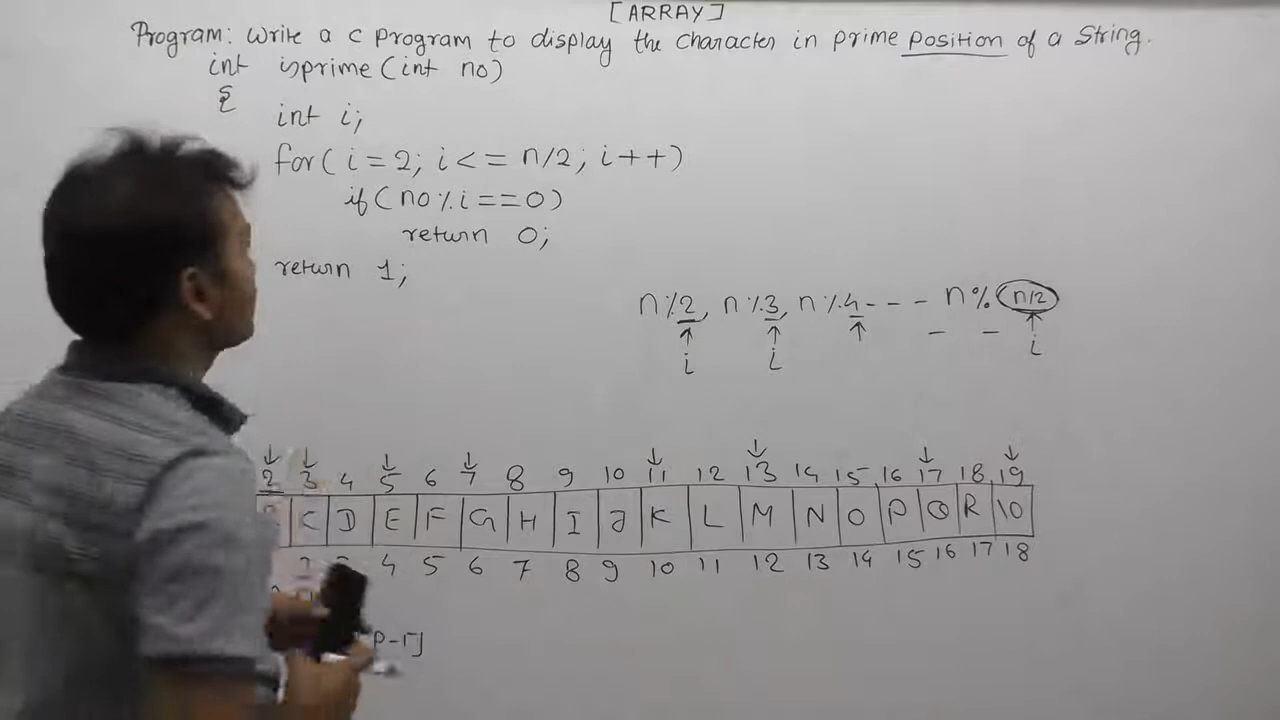 [ARRAY]
Program: Write a C program to display the character in prime position of a string.
int isprime(int no)
{
int i;
for(i=2; i<=n/2; i++)
if(no%i==0)
return 0;
return 1;
n%2, n%3, n%4--- n% n/2
i i i
2 3 4 5 6 7 8 9 10 11 12 13 14 15 16 17 18 19
C D E F G H I J K L M N O P Q R \0
4 5 6 7 8 9 10 11 12 13 14 15 16 17 18
P-1]